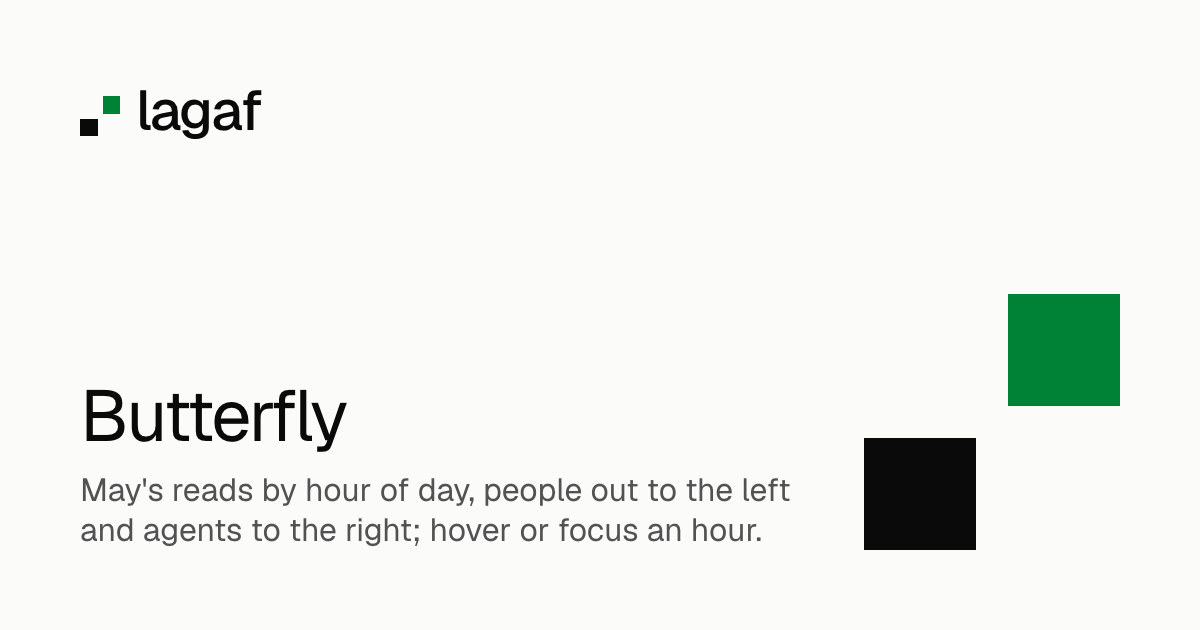 lagaf
Butterfly
May's reads by hour of day, people out to the left
and agents to the right; hover or focus an hour.